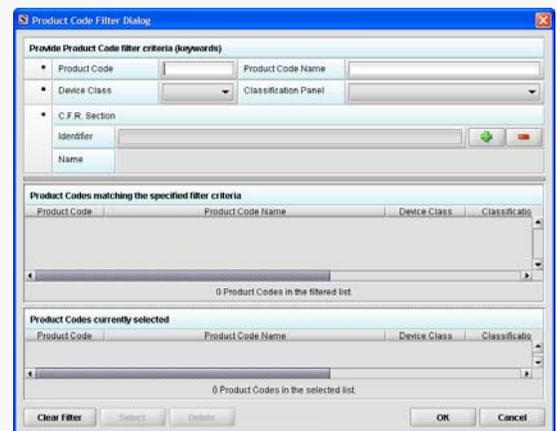 Product Code Filter Dialog
Provide Product Code filter criteria (keywords)
Product Code Product Code Name
Device Class Classification Panel
C.F.R. Section
Identifier
Name
Product Codes matching the specified filter criteria
Product Code Product Code Name Device Class Classificatio
0 Product Codes in the filtered list.
Product Codes currently selected
Product Code Product Code Name Device Class Classificatio
0 Product Codes in the selected list.
Clear Filter Select Delete OK Cancel